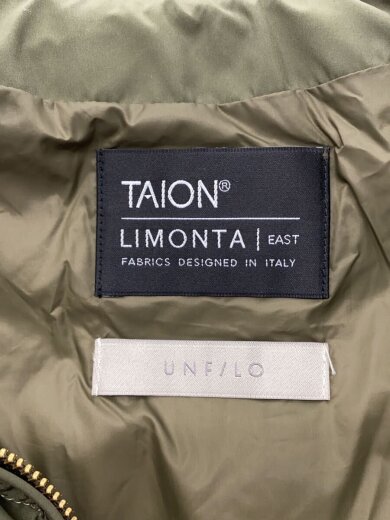 TAION®
LIMONTA | EAST
FABRICS DESIGNED IN ITALY
UNF/LO